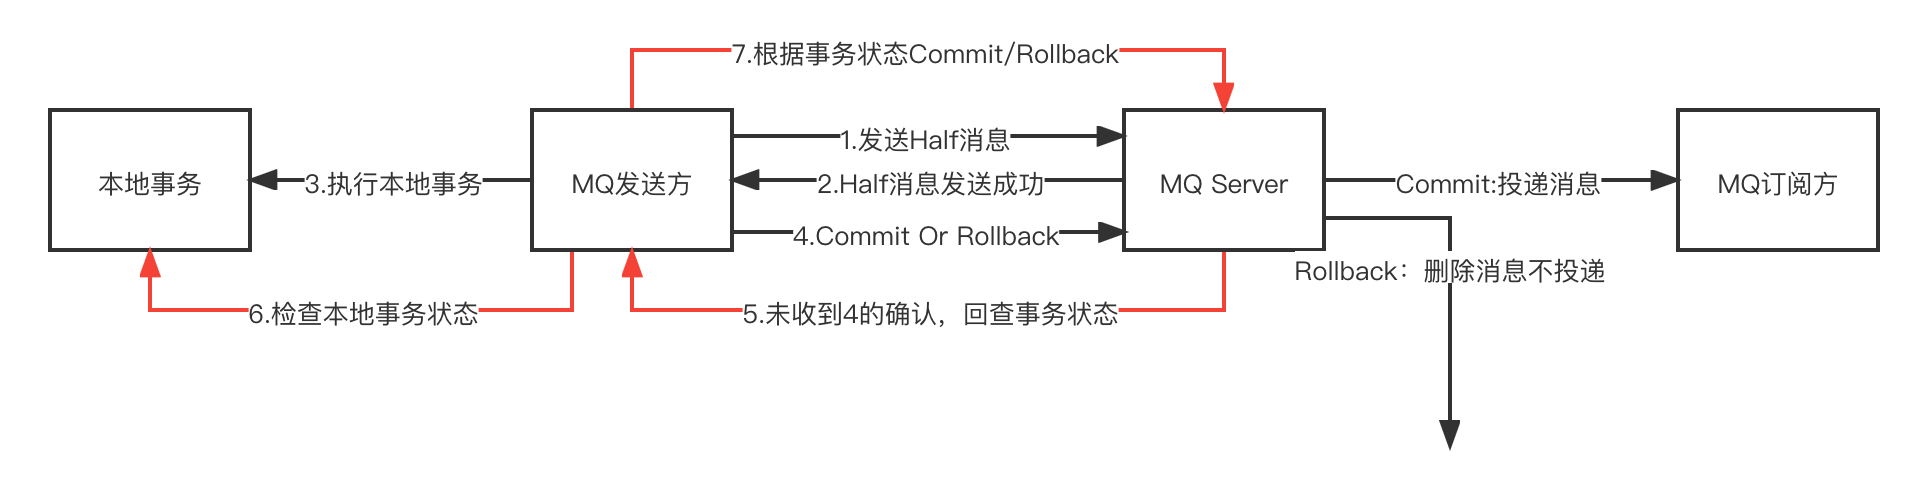 7.根据事务状态Commit/Rollback
1.发送Half消息
本地事务
3.执行本地事务
MQ发送方
2.Half消息发送成功
MQ Server
Commit:投递消息
MQ订阅方
4.Commit Or Rollback
Rollback：删除消息不投递
6.检查本地事务状态
5.未收到4的确认，回查事务状态